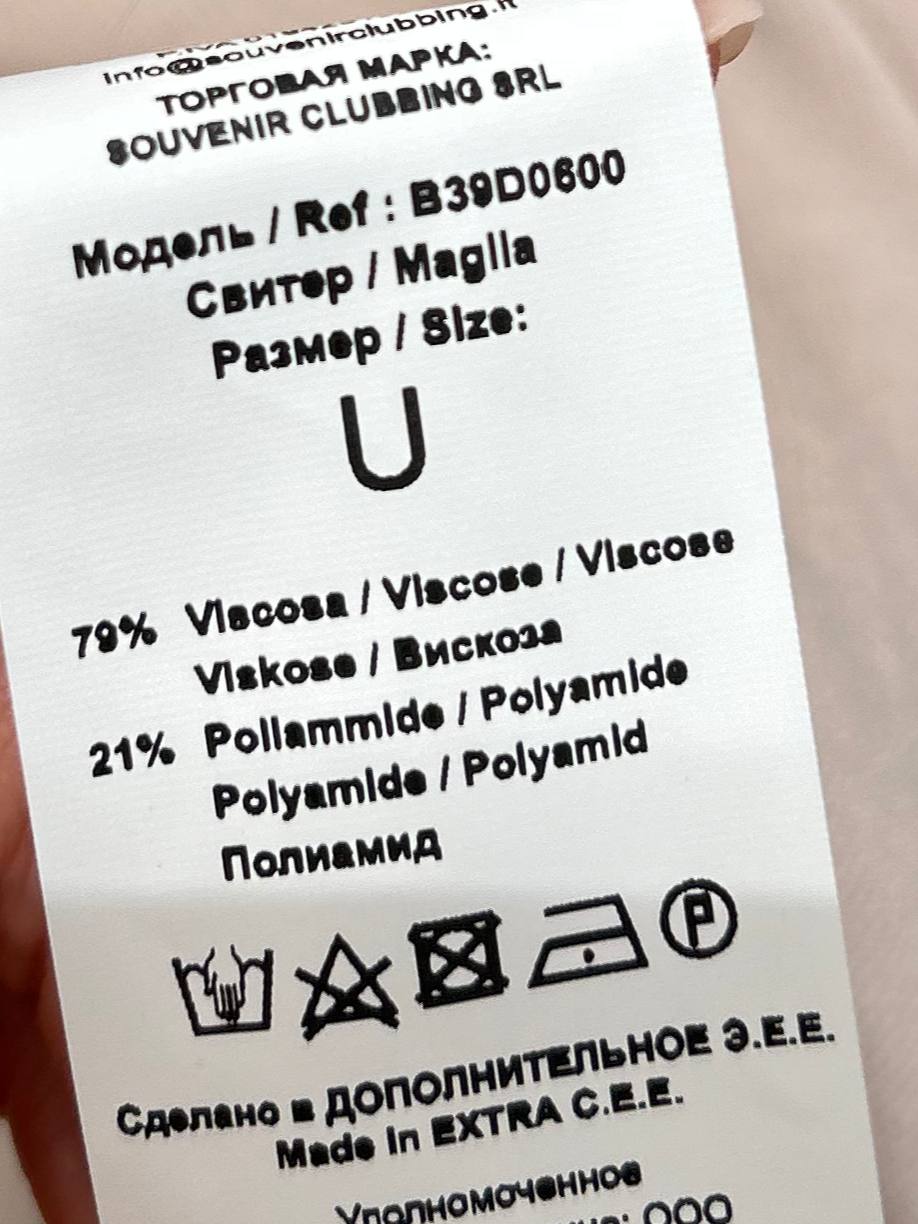 info@souvenirclubbing.it
ТОРГОВАЯ МАРКА:
SOUVENIR CLUBBING SRL
Модель / Ref : B39D0600
Свитер / Maglia
Размер / Size:
U
79% Viscosa / Viscose / Viscose
Viskose / Вискоза
21% Poliammide / Polyamide
Polyamide / Polyamid
Полиамид
P
Сделано в ДОПОЛНИТЕЛЬНОЕ Э.Е.Е.
Made In EXTRA C.E.E.
Уполномоченное
ООО